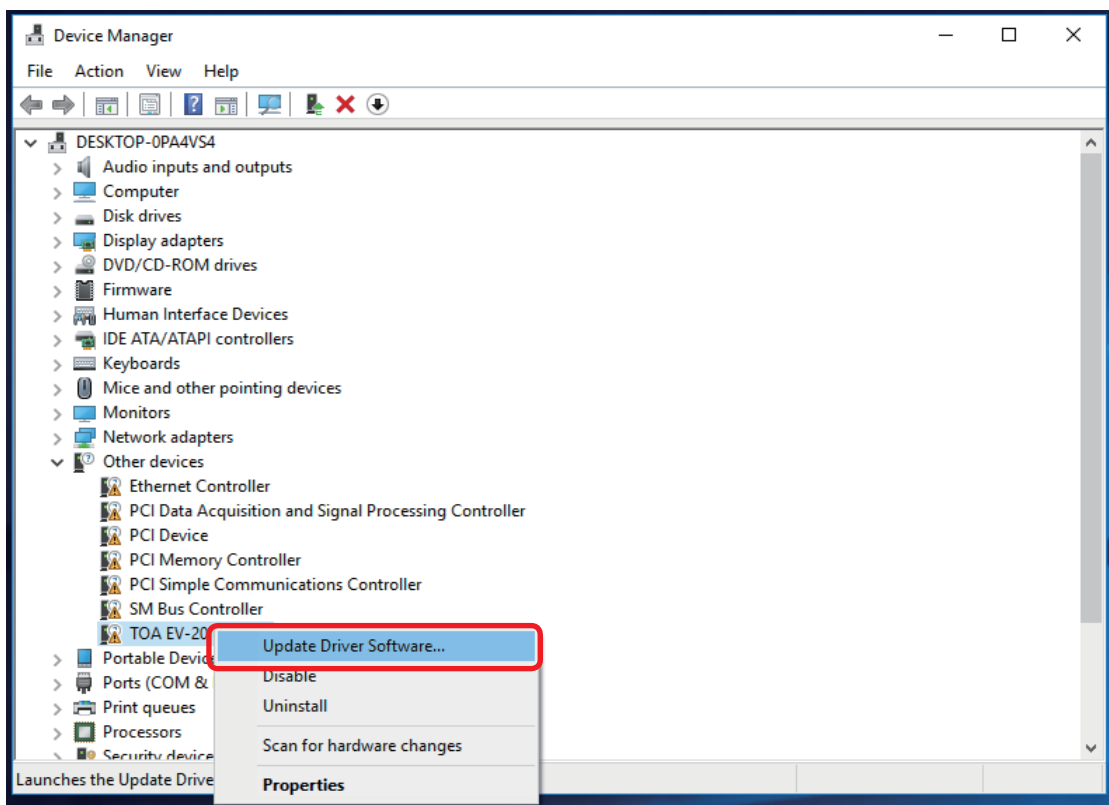 Device Manager
File Action View Help
DESKTOP-0PA4VS4
Audio inputs and outputs
Computer
Disk drives
Display adapters
DVD/CD-ROM drives
Firmware
Human Interface Devices
IDE ATA/ATAPI controllers
Keyboards
Mice and other pointing devices
Monitors
Network adapters
Other devices
Ethernet Controller
PCI Data Acquisition and Signal Processing Controller
PCI Device
PCI Memory Controller
PCI Simple Communications Controller
SM Bus Controller
TOA EV-20
Update Driver Software...
Portable Device
Disable
Ports (COM &
Uninstall
Print queues
Processors
Scan for hardware changes
Security device
Launches the Update Drive
Properties